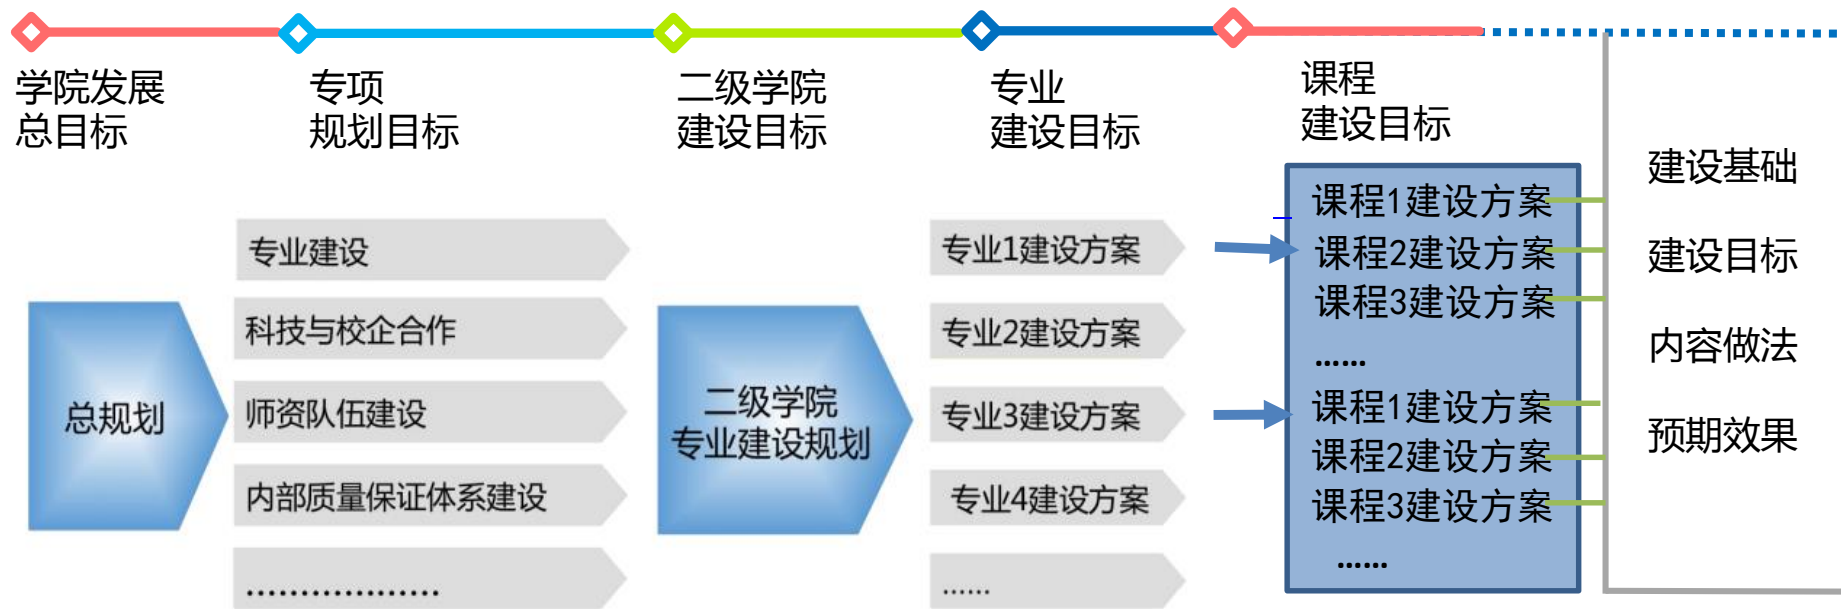 学院发展
总目标
专项
规划目标
二级学院
建设目标
专业
建设目标
课程
建设目标
总规划
专业建设
科技与校企合作
师资队伍建设
内部质量保证体系建设
..................
二级学院
专业建设规划
专业1建设方案
专业2建设方案
专业3建设方案
专业4建设方案
......
课程1建设方案
课程2建设方案
课程3建设方案
……
课程1建设方案
课程2建设方案
课程3建设方案
……
建设基础
建设目标
内容做法
预期效果